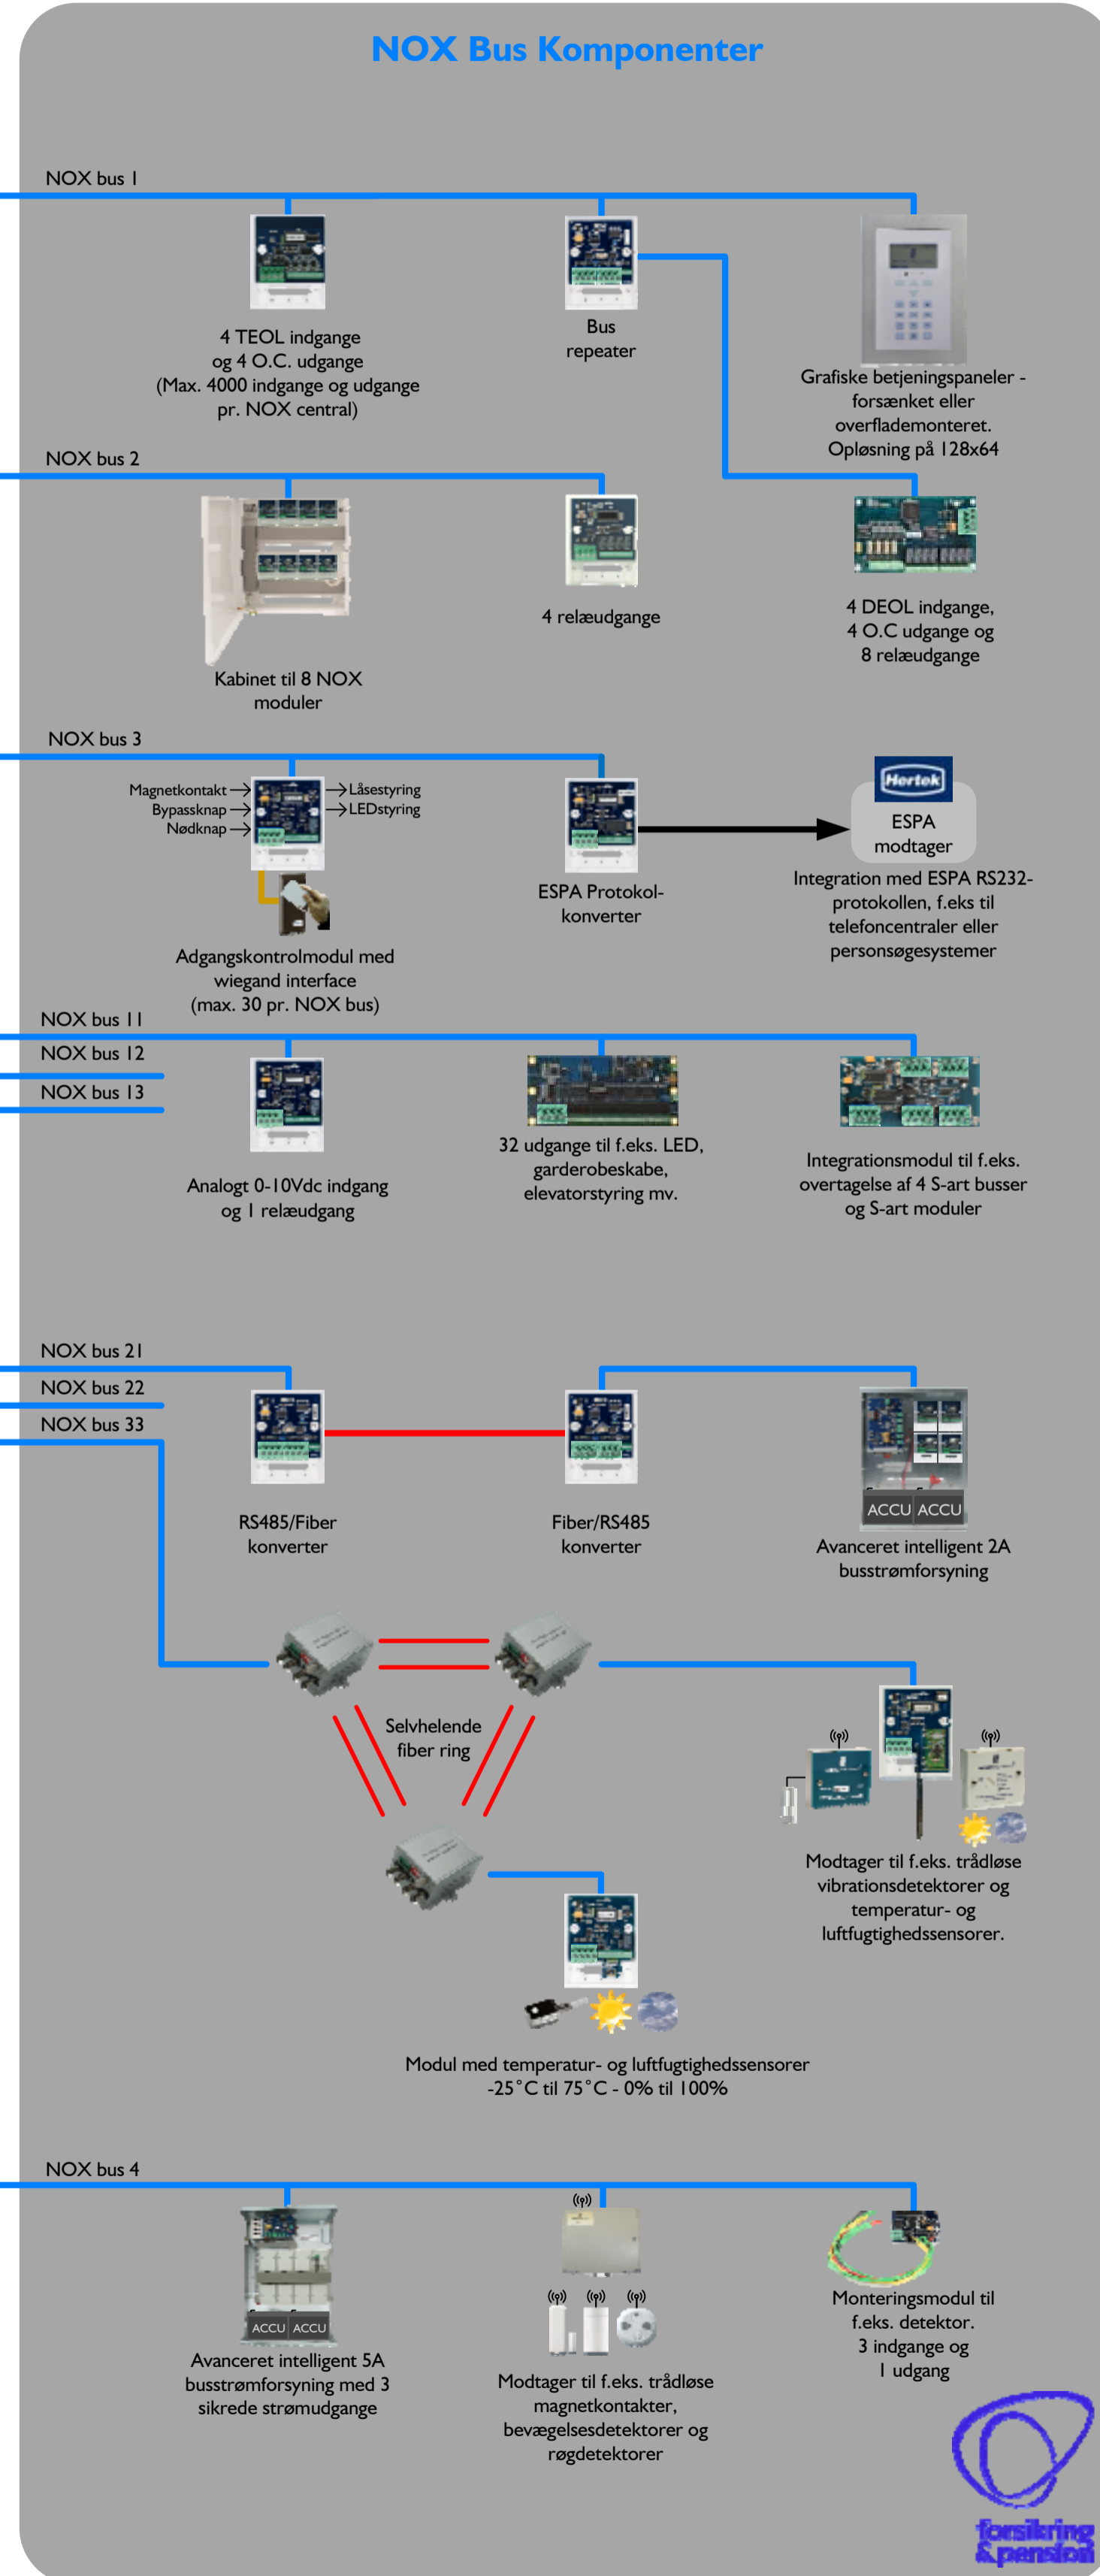 NOX Bus Komponenter
NOX bus 1
4 TEOL indgange
og 4 O.C. udgange
(Max. 4000 indgange og udgange
pr. NOX central)
Bus
repeater
Grafiske betjeningspaneler -
forsænket eller
overflademonteret.
Opløsning på 128x64
NOX bus 2
Kabinet til 8 NOX
moduler
4 relæudgange
4 DEOL indgange,
4 O.C udgange og
8 relæudgange
NOX bus 3
Magnetkontakt
Bypassknap
Nødknap
Låsestyring
LEDstyring
Adgangskontrolmodul med
wiegand interface
(max. 30 pr. NOX bus)
ESPA Protokol-
konverter
Hertek
ESPA
modtager
Integration med ESPA RS232-
protokollen, f.eks til
telefoncentraler eller
personsøgesystemer
NOX bus 11
NOX bus 12
NOX bus 13
Analogt 0-10Vdc indgang
og 1 relæudgang
32 udgange til f.eks. LED,
garderobeskabe,
elevatorstyring mv.
Integrationsmodul til f.eks.
overtagelse af 4 S-art busser
og S-art moduler
NOX bus 21
NOX bus 22
NOX bus 33
RS485/Fiber
konverter
Fiber/RS485
konverter
ACCU ACCU
Avanceret intelligent 2A
busstrømforsyning
Selvhelende
fiber ring
Modtager til f.eks. trådløse
vibrationsdetektorer og
temperatur- og
luftfugtighedssensorer.
Modul med temperatur- og luftfugtighedssensorer
-25°C til 75°C - 0% til 100%
NOX bus 4
ACCU ACCU
Avanceret intelligent 5A
busstrømforsyning med 3
sikrede strømudgange
Modtager til f.eks. trådløse
magnetkontakter,
bevægelsesdetektorer og
røgdetektorer
Monteringsmodul til
f.eks. detektor.
3 indgange og
1 udgang
forsikring
&pension